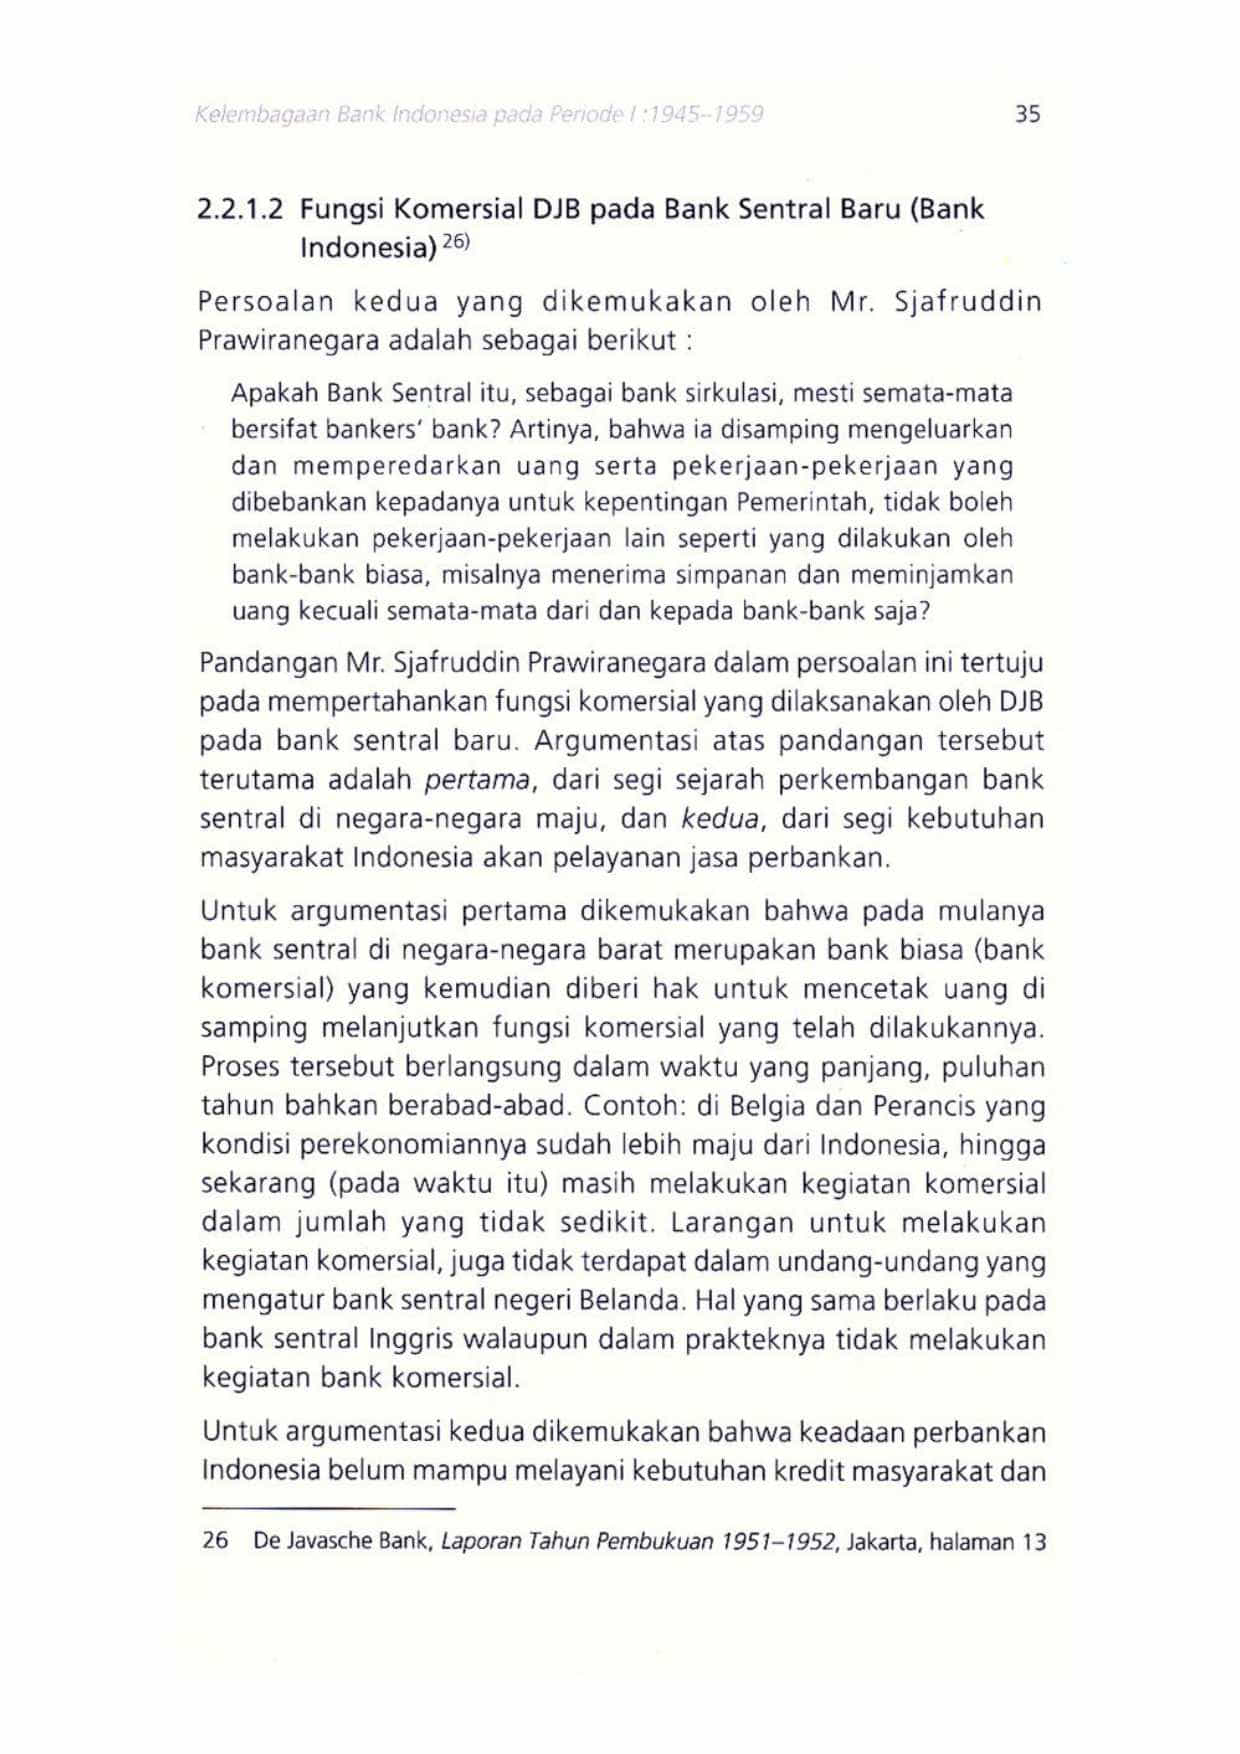 Kelembagaan Bank Indonesia pada Periode I :1945–1959 35
2.2.1.2 Fungsi Komersial DJB pada Bank Sentral Baru (Bank
Indonesia) 26)
Persoalan kedua yang dikemukakan oleh Mr. Sjafruddin
Prawiranegara adalah sebagai berikut :
Apakah Bank Sentral itu, sebagai bank sirkulasi, mesti semata-mata
bersifat bankers’ bank? Artinya, bahwa ia disamping mengeluarkan
dan memperedarkan uang serta pekerjaan-pekerjaan yang
dibebankan kepadanya untuk kepentingan Pemerintah, tidak boleh
melakukan pekerjaan-pekerjaan lain seperti yang dilakukan oleh
bank-bank biasa, misalnya menerima simpanan dan meminjamkan
uang kecuali semata-mata dari dan kepada bank-bank saja?
Pandangan Mr. Sjafruddin Prawiranegara dalam persoalan ini tertuju
pada mempertahankan fungsi komersial yang dilaksanakan oleh DJB
pada bank sentral baru. Argumentasi atas pandangan tersebut
terutama adalah pertama, dari segi sejarah perkembangan bank
sentral di negara-negara maju, dan kedua, dari segi kebutuhan
masyarakat Indonesia akan pelayanan jasa perbankan.
Untuk argumentasi pertama dikemukakan bahwa pada mulanya
bank sentral di negara-negara barat merupakan bank biasa (bank
komersial) yang kemudian diberi hak untuk mencetak uang di
samping melanjutkan fungsi komersial yang telah dilakukannya.
Proses tersebut berlangsung dalam waktu yang panjang, puluhan
tahun bahkan berabad-abad. Contoh: di Belgia dan Perancis yang
kondisi perekonomiannya sudah lebih maju dari Indonesia, hingga
sekarang (pada waktu itu) masih melakukan kegiatan komersial
dalam jumlah yang tidak sedikit. Larangan untuk melakukan
kegiatan komersial, juga tidak terdapat dalam undang-undang yang
mengatur bank sentral negeri Belanda. Hal yang sama berlaku pada
bank sentral Inggris walaupun dalam prakteknya tidak melakukan
kegiatan bank komersial.
Untuk argumentasi kedua dikemukakan bahwa keadaan perbankan
Indonesia belum mampu melayani kebutuhan kredit masyarakat dan
26 De Javasche Bank, Laporan Tahun Pembukuan 1951–1952, Jakarta, halaman 13